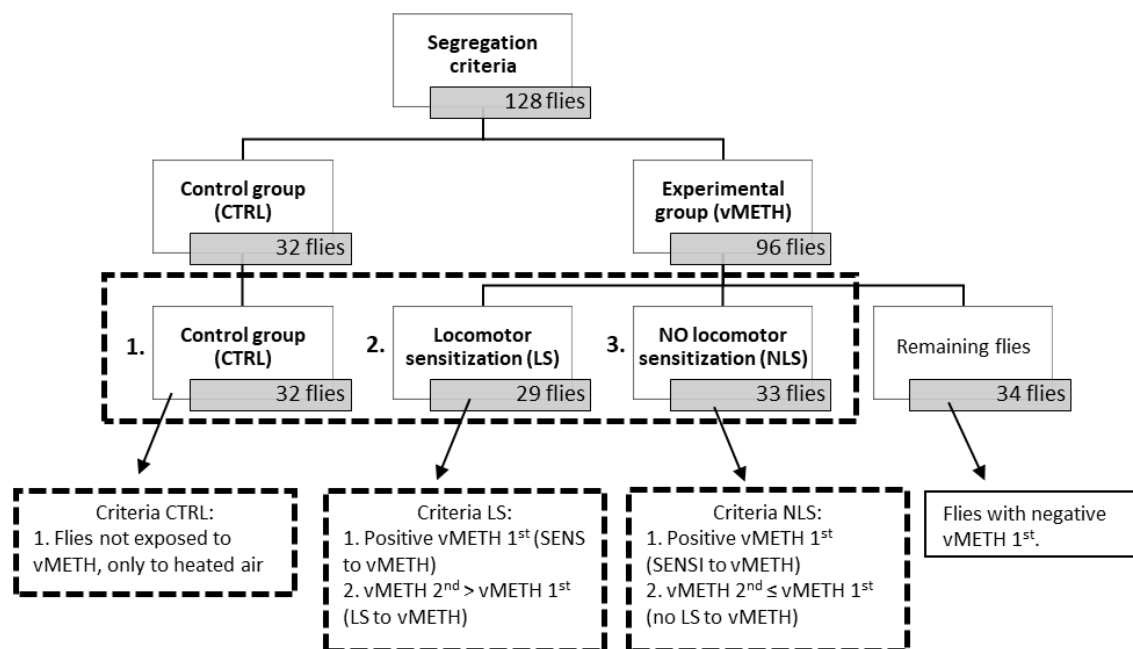 Segregation
criteria
128 flies
Control group
(CTRL)
32 flies
Experimental
group (vMETH)
96 flies
1.
Control group
(CTRL)
32 flies
2.
Locomotor
sensitization (LS)
29 flies
3.
NO locomotor
sensitization (NLS)
33 flies
Remaining flies
34 flies
Criteria CTRL:
1. Flies not exposed to
vMETH, only to heated air
Criteria LS:
1. Positive vMETH 1st (SENS
to vMETH)
2. vMETH 2nd > vMETH 1st
(LS to vMETH)
Criteria NLS:
1. Positive vMETH 1st
(SENSI to vMETH)
2. vMETH 2nd ≤ vMETH 1st
(no LS to vMETH)
Flies with negative
vMETH 1st.